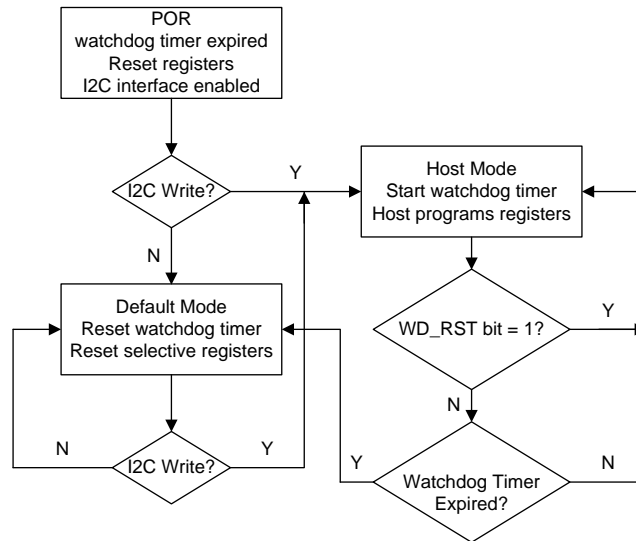 POR
watchdog timer expired
Reset registers
I2C interface enabled
I2C Write?
Y
N
Host Mode
Start watchdog timer
Host programs registers
Default Mode
Reset watchdog timer
Reset selective registers
WD_RST bit = 1?
Y
N
I2C Write?
N
Y
Watchdog Timer
Expired?
Y
N